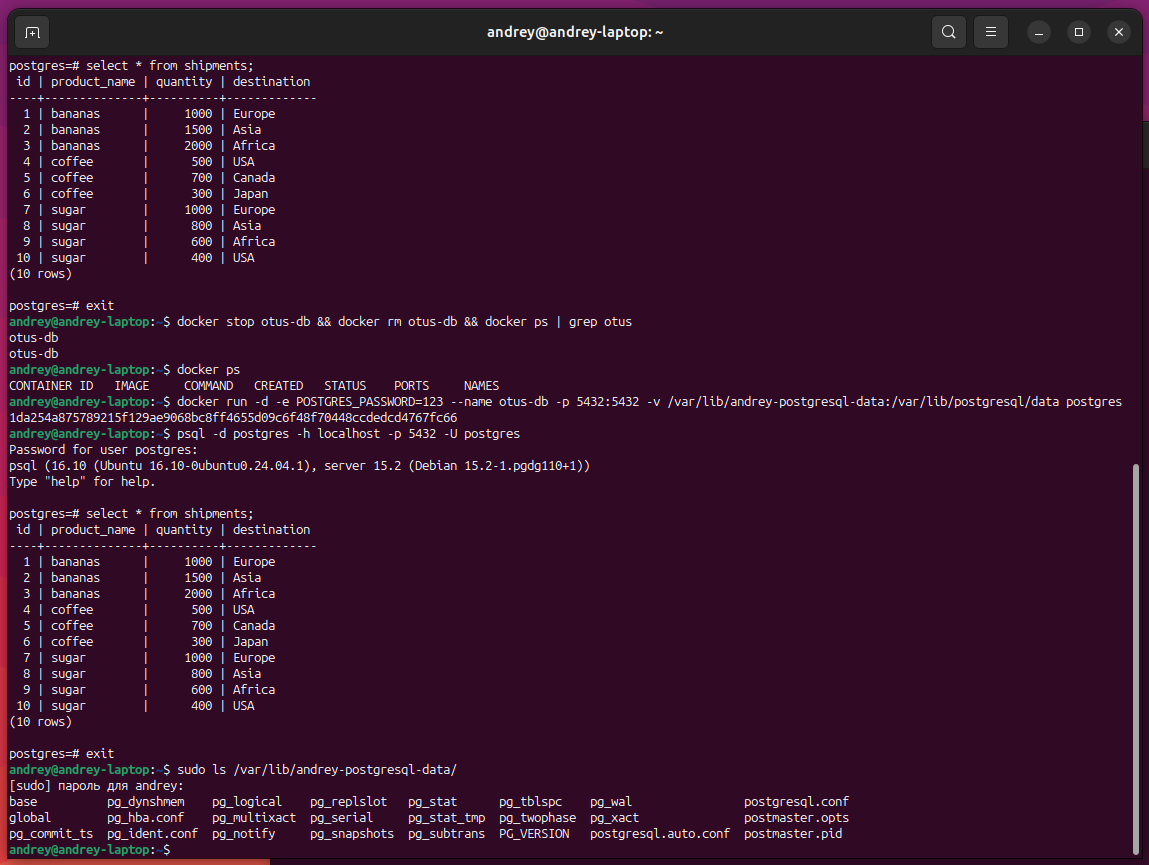 andrey@andrey-laptop: ~
postgres=# select * from shipments;
 id | product_name | quantity | destination
----+--------------+----------+-------------
  1 | bananas      |     1000 | Europe
  2 | bananas      |     1500 | Asia
  3 | bananas      |     2000 | Africa
  4 | coffee       |      500 | USA
  5 | coffee       |      700 | Canada
  6 | coffee       |      300 | Japan
  7 | sugar        |     1000 | Europe
  8 | sugar        |      800 | Asia
  9 | sugar        |      600 | Africa
 10 | sugar        |      400 | USA
(10 rows)

postgres=# exit
andrey@andrey-laptop:~$ docker stop otus-db && docker rm otus-db && docker ps | grep otus
otus-db
otus-db
andrey@andrey-laptop:~$ docker ps
CONTAINER ID   IMAGE     COMMAND   CREATED   STATUS    PORTS     NAMES
andrey@andrey-laptop:~$ docker run -d -e POSTGRES_PASSWORD=123 --name otus-db -p 5432:5432 -v /var/lib/andrey-postgresql-data:/var/lib/postgresql/data postgres
1da254a875789215f129ae9068bc8ff4655d09c6f48f70448ccdedcd4767fc66
andrey@andrey-laptop:~$ psql -d postgres -h localhost -p 5432 -U postgres
Password for user postgres:
psql (16.10 (Ubuntu 16.10-0ubuntu0.24.04.1), server 15.2 (Debian 15.2-1.pgdg110+1))
Type "help" for help.

postgres=# select * from shipments;
 id | product_name | quantity | destination
----+--------------+----------+-------------
  1 | bananas      |     1000 | Europe
  2 | bananas      |     1500 | Asia
  3 | bananas      |     2000 | Africa
  4 | coffee       |      500 | USA
  5 | coffee       |      700 | Canada
  6 | coffee       |      300 | Japan
  7 | sugar        |     1000 | Europe
  8 | sugar        |      800 | Asia
  9 | sugar        |      600 | Africa
 10 | sugar        |      400 | USA
(10 rows)

postgres=# exit
andrey@andrey-laptop:~$ sudo ls /var/lib/andrey-postgresql-data/
[sudo] пароль для andrey:
base          pg_dynshmem    pg_logical    pg_replslot   pg_stat      pg_tblspc    pg_wal                postgresql.conf
global        pg_hba.conf    pg_multixact  pg_serial     pg_stat_tmp  pg_twophase  pg_xact               postmaster.opts
pg_commit_ts  pg_ident.conf  pg_notify     pg_snapshots  pg_subtrans  PG_VERSION   postgresql.auto.conf  postmaster.pid
andrey@andrey-laptop:~$